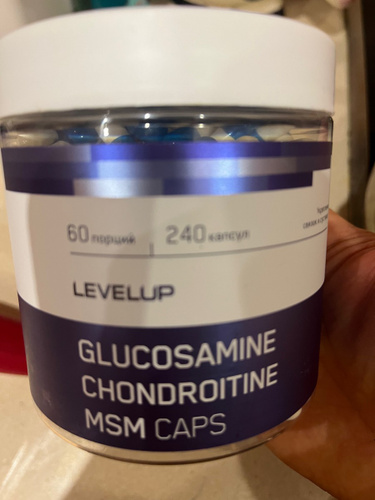 60 порций 240 капсул
LEVELUP
GLUCOSAMINE
CHONDROITINE
MSM CAPS